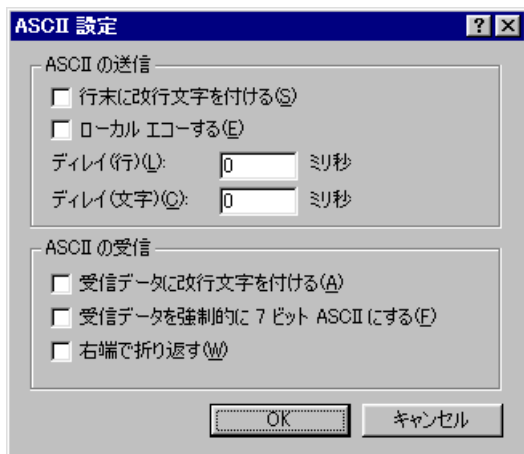 ASCII 設定
ASCII の送信
行末に改行文字を付ける(S)
ローカル エコーする(E)
ディレイ(行)(L): 0 ミリ秒
ディレイ(文字)(C): 0 ミリ秒
ASCII の受信
受信データに改行文字を付ける(A)
受信データを強制的に 7 ビット ASCII にする(F)
右端で折り返す(W)
OK キャンセル